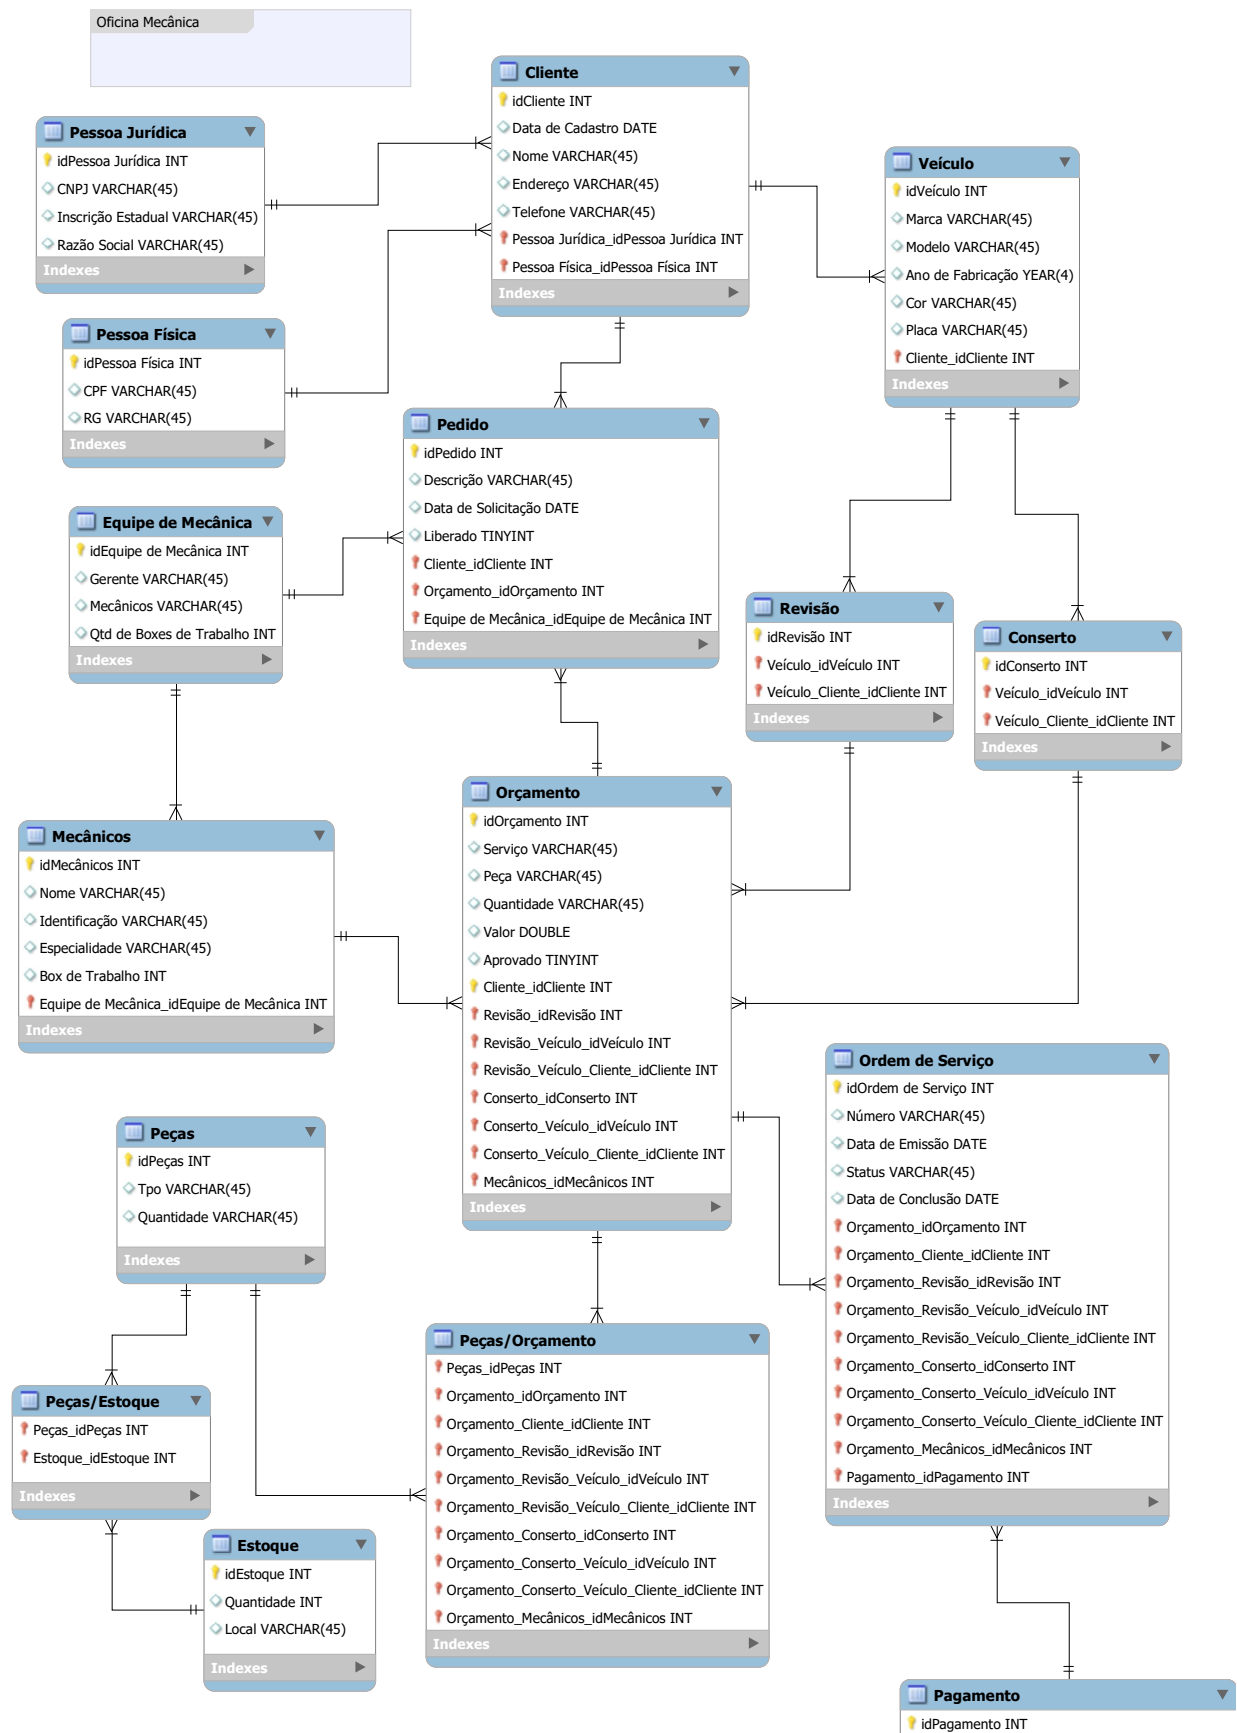 Oficina Mecânica
Cliente
idCliente INT
Data de Cadastro DATE
Nome VARCHAR(45)
Endereço VARCHAR(45)
Telefone VARCHAR(45)
Pessoa Jurídica_idPessoa Jurídica INT
Pessoa Física_idPessoa Física INT
Indexes
Pessoa Jurídica
idPessoa Jurídica INT
CNPJ VARCHAR(45)
Inscrição Estadual VARCHAR(45)
Razão Social VARCHAR(45)
Indexes
Veículo
idVeículo INT
Marca VARCHAR(45)
Modelo VARCHAR(45)
Ano de Fabricação YEAR(4)
Cor VARCHAR(45)
Placa VARCHAR(45)
Cliente_idCliente INT
Indexes
Pessoa Física
idPessoa Física INT
CPF VARCHAR(45)
RG VARCHAR(45)
Indexes
Pedido
idPedido INT
Descrição VARCHAR(45)
Data de Solicitação DATE
Liberado TINYINT
Cliente_idCliente INT
Orçamento_idOrçamento INT
Equipe de Mecânica_idEquipe de Mecânica INT
Indexes
Equipe de Mecânica
idEquipe de Mecânica INT
Gerente VARCHAR(45)
Mecânicos VARCHAR(45)
Qtd de Boxes de Trabalho INT
Indexes
Revisão
idRevisão INT
Veículo_idVeículo INT
Veículo_Cliente_idCliente INT
Indexes
Conserto
idConserto INT
Veículo_idVeículo INT
Veículo_Cliente_idCliente INT
Indexes
Orçamento
idOrçamento INT
Serviço VARCHAR(45)
Peça VARCHAR(45)
Quantidade VARCHAR(45)
Valor DOUBLE
Aprovado TINYINT
Cliente_idCliente INT
Revisão_idRevisão INT
Revisão_Veículo_idVeículo INT
Revisão_Veículo_Cliente_idCliente INT
Conserto_idConserto INT
Conserto_Veículo_idVeículo INT
Conserto_Veículo_Cliente_idCliente INT
Mecânicos_idMecânicos INT
Indexes
Mecânicos
idMecânicos INT
Nome VARCHAR(45)
Identificação VARCHAR(45)
Especialidade VARCHAR(45)
Box de Trabalho INT
Equipe de Mecânica_idEquipe de Mecânica INT
Indexes
Ordem de Serviço
idOrdem de Serviço INT
Número VARCHAR(45)
Data de Emissão DATE
Status VARCHAR(45)
Data de Conclusão DATE
Orçamento_idOrçamento INT
Orçamento_Cliente_idCliente INT
Orçamento_Revisão_idRevisão INT
Orçamento_Revisão_Veículo_idVeículo INT
Orçamento_Revisão_Veículo_Cliente_idCliente INT
Orçamento_Conserto_idConserto INT
Orçamento_Conserto_Veículo_idVeículo INT
Orçamento_Conserto_Veículo_Cliente_idCliente INT
Orçamento_Mecânicos_idMecânicos INT
Pagamento_idPagamento INT
Indexes
Peças
idPeças INT
Tpo VARCHAR(45)
Quantidade VARCHAR(45)
Indexes
Peças/Orçamento
Peças_idPeças INT
Orçamento_idOrçamento INT
Orçamento_Cliente_idCliente INT
Orçamento_Revisão_idRevisão INT
Orçamento_Revisão_Veículo_idVeículo INT
Orçamento_Revisão_Veículo_Cliente_idCliente INT
Orçamento_Conserto_idConserto INT
Orçamento_Conserto_Veículo_idVeículo INT
Orçamento_Conserto_Veículo_Cliente_idCliente INT
Orçamento_Mecânicos_idMecânicos INT
Indexes
Peças/Estoque
Peças_idPeças INT
Estoque_idEstoque INT
Indexes
Estoque
idEstoque INT
Quantidade INT
Local VARCHAR(45)
Indexes
Pagamento
idPagamento INT